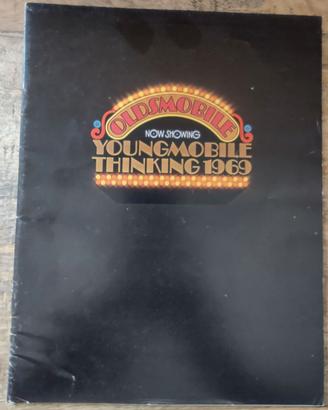 OLDSMOBILE
NOW SHOWING
YOUNGMOBILE
THINKING 1969